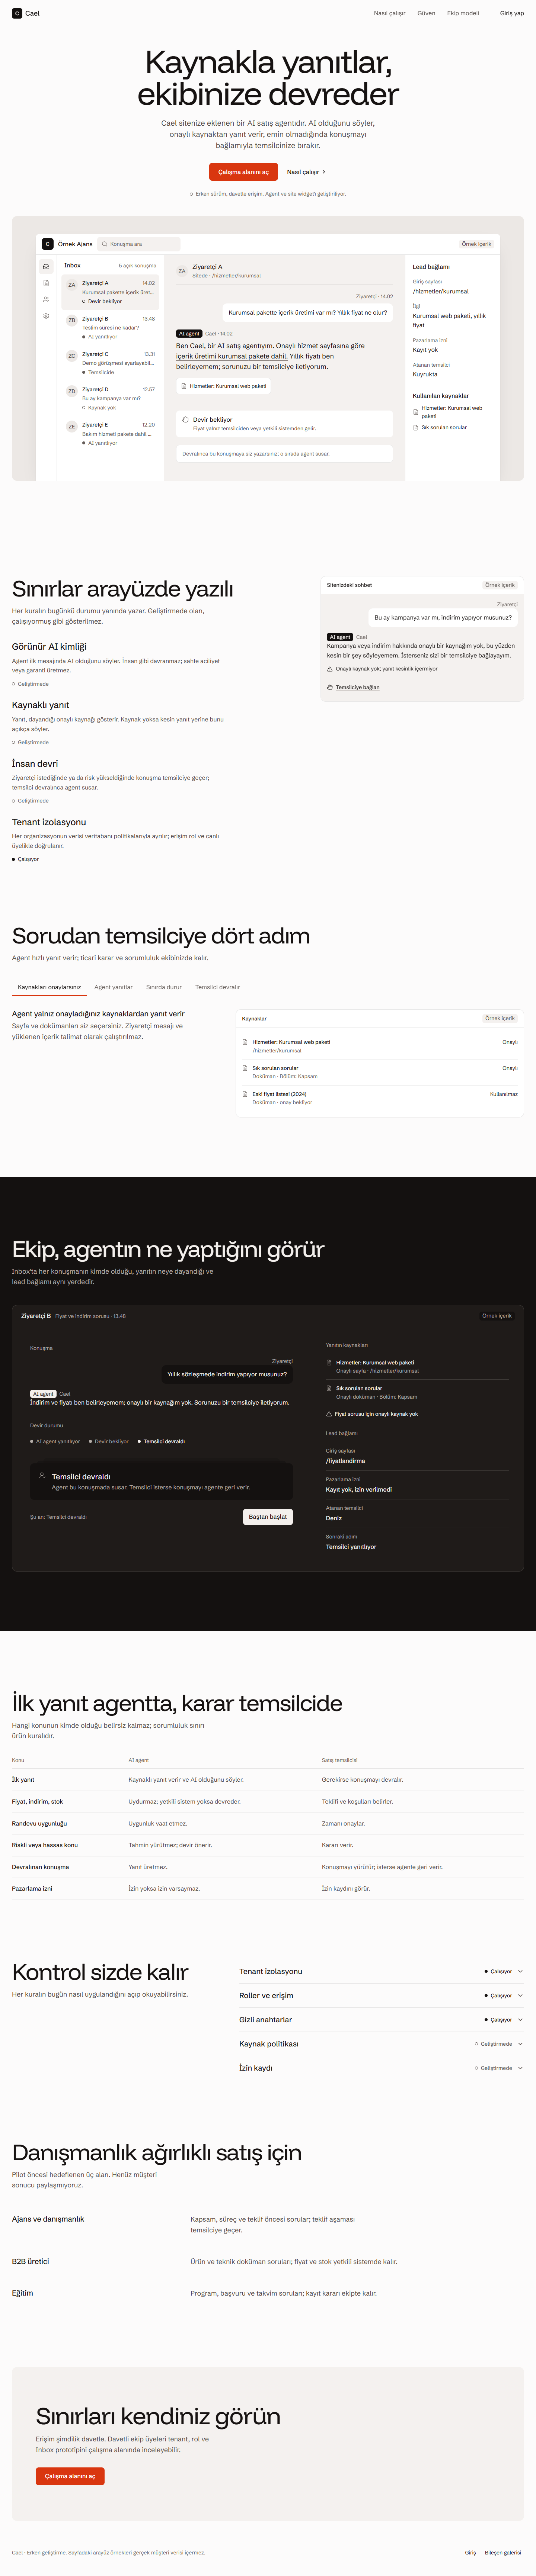 C Cael
Nasıl çalışır Güven Ekip modeli Giriş yap
Kaynakla yanıtlar,
ekibinize devreder
Cael sitenize eklenen bir AI satış agentıdır. AI olduğunu söyler,
onaylı kaynaktan yanıt verir, emin olmadığında konuşmayı
bağlamıyla temsilcinize bırakır.
Çalışma alanını aç
Nasıl çalışır
Erken sürüm, davetle erişim. Agent ve site widget'ı geliştiriliyor.
C Örnek Ajans
Konuşma ara
Örnek içerik
Inbox 5 açık konuşma
ZA Ziyaretçi A 14.02
Kurumsal pakette içerik üret...
Devir bekliyor
ZB Ziyaretçi B 13.48
Teslim süresi ne kadar?
AI yanıtlıyor
ZC Ziyaretçi C 13.31
Demo görüşmesi ayarlayabil...
Temsilcide
ZD Ziyaretçi D 12.57
Bu ay kampanya var mı?
Kaynak yok
ZE Ziyaretçi E 12.20
Bakım hizmeti pakete dahil ...
AI yanıtlıyor
ZA Ziyaretçi A
Sitede · /hizmetler/kurumsal
Ziyaretçi · 14.02
Kurumsal pakette içerik üretimi var mı? Yıllık fiyat ne olur?
AI agent Cael · 14.02
Ben Cael, bir AI satış agentıyım. Onaylı hizmet sayfasına göre
içerik üretimi kurumsal pakete dahil. Yıllık fiyatı ben
belirleyemem; sorunuzu bir temsilciye iletiyorum.
Hizmetler: Kurumsal web paketi
Devir bekliyor
Fiyat yalnız temsilciden veya yetkili sistemden gelir.
Devralınca bu konuşmaya siz yazarsınız; o sırada agent susar.
Lead bağlamı
Giriş sayfası
/hizmetler/kurumsal
İlgi
Kurumsal web paketi, yıllık
fiyat
Pazarlama izni
Kayıt yok
Atanan temsilci
Kuyrukta
Kullanılan kaynaklar
Hizmetler: Kurumsal web
paketi
Sık sorulan sorular
Sınırlar arayüzde yazılı
Her kuralın bugünkü durumu yanında yazar. Geliştirmede olan,
çalışıyormuş gibi gösterilmez.
Görünür AI kimliği
Agent ilk mesajında AI olduğunu söyler. İnsan gibi davranmaz; sahte aciliyet
veya garanti üretmez.
Geliştirmede
Kaynaklı yanıt
Yanıt, dayandığı onaylı kaynağı gösterir. Kaynak yoksa kesin yanıt yerine bunu
açıkça söyler.
Geliştirmede
İnsan devri
Ziyaretçi istediğinde ya da risk yükseldiğinde konuşma temsilciye geçer;
temsilci devralınca agent susar.
Geliştirmede
Tenant izolasyonu
Her organizasyonun verisi veritabanı politikalarıyla ayrılır; erişim rol ve canlı
üyelikle doğrulanır.
Çalışıyor
Sitenizdeki sohbet Örnek içerik
Ziyaretçi
Bu ay kampanya var mı, indirim yapıyor musunuz?
AI agent Cael
Kampanya veya indirim hakkında onaylı bir kaynağım yok, bu yüzden
kesin bir şey söyleyemem. İsterseniz sizi bir temsilciye bağlayayım.
Onaylı kaynak yok; yanıt kesinlik içermiyor
Temsilciye bağlan
Sorudan temsilciye dört adım
Agent hızlı yanıt verir; ticari karar ve sorumluluk ekibinizde kalır.
Kaynakları onaylarsınız Agent yanıtlar Sınırda durur Temsilci devralır
Agent yalnız onayladığınız kaynaklardan yanıt verir
Sayfa ve dokümanları siz seçersiniz. Ziyaretçi mesajı ve
yüklenen içerik talimat olarak çalıştırılmaz.
Kaynaklar Örnek içerik
Hizmetler: Kurumsal web paketi Onaylı
/hizmetler/kurumsal
Sık sorulan sorular Onaylı
Doküman · Bölüm: Kapsam
Eski fiyat listesi (2024) Kullanılmaz
Doküman · onay bekliyor
Ekip, agentın ne yaptığını görür
Inbox'ta her konuşmanın kimde olduğu, yanıtın neye dayandığı ve
lead bağlamı aynı yerdedir.
Ziyaretçi B Fiyat ve indirim sorusu · 13.48 Örnek içerik
Konuşma
Ziyaretçi
Yıllık sözleşmede indirim yapıyor musunuz?
AI agent Cael
İndirim ve fiyatı ben belirleyemem; onaylı bir kaynağım yok. Sorunuzu bir temsilciye iletiyorum.
Devir durumu
AI agent yanıtlıyor Devir bekliyor Temsilci devraldı
Temsilci devraldı
Agent bu konuşmada susar. Temsilci isterse konuşmayı agente geri verir.
Şu an: Temsilci devraldı
Baştan başlat
Yanıtın kaynakları
Hizmetler: Kurumsal web paketi
Onaylı sayfa · /hizmetler/kurumsal
Sık sorulan sorular
Onaylı doküman · Bölüm: Kapsam
Fiyat sorusu için onaylı kaynak yok
Lead bağlamı
Giriş sayfası
/fiyatlandirma
Pazarlama izni
Kayıt yok, izin verilmedi
Atanan temsilci
Deniz
Sonraki adım
Temsilci yanıtlıyor
İlk yanıt agentta, karar temsilcide
Hangi konunun kimde olduğu belirsiz kalmaz; sorumluluk sınırı
ürün kuralıdır.
Konu AI agent Satış temsilcisi
İlk yanıt Kaynaklı yanıt verir ve AI olduğunu söyler. Gerekirse konuşmayı devralır.
Fiyat, indirim, stok Uydurmaz; yetkili sistem yoksa devreder. Teklifi ve koşulları belirler.
Randevu uygunluğu Uygunluk vaat etmez. Zamanı onaylar.
Riskli veya hassas konu Tahmin yürütmez; devir önerir. Kararı verir.
Devralınan konuşma Yanıt üretmez. Konuşmayı yürütür; isterse agente geri verir.
Pazarlama izni İzin yoksa izin varsaymaz. İzin kaydını görür.
Kontrol sizde kalır
Her kuralın bugün nasıl uygulandığını açıp okuyabilirsiniz.
Tenant izolasyonu Çalışıyor
Roller ve erişim Çalışıyor
Gizli anahtarlar Çalışıyor
Kaynak politikası Geliştirmede
İzin kaydı Geliştirmede
Danışmanlık ağırlıklı satış için
Pilot öncesi hedeflenen üç alan. Henüz müşteri
sonucu paylaşmıyoruz.
Ajans ve danışmanlık Kapsam, süreç ve teklif öncesi sorular; teklif aşaması
temsilciye geçer.
B2B üretici Ürün ve teknik doküman soruları; fiyat ve stok yetkili sistemde kalır.
Eğitim Program, başvuru ve takvim soruları; kayıt kararı ekipte kalır.
Sınırları kendiniz görün
Erişim şimdilik davetle. Davetli ekip üyeleri tenant, rol ve
Inbox prototipini çalışma alanında inceleyebilir.
Çalışma alanını aç
Cael · Erken geliştirme. Sayfadaki arayüz örnekleri gerçek müşteri verisi içermez.
Giriş Bileşen galerisi